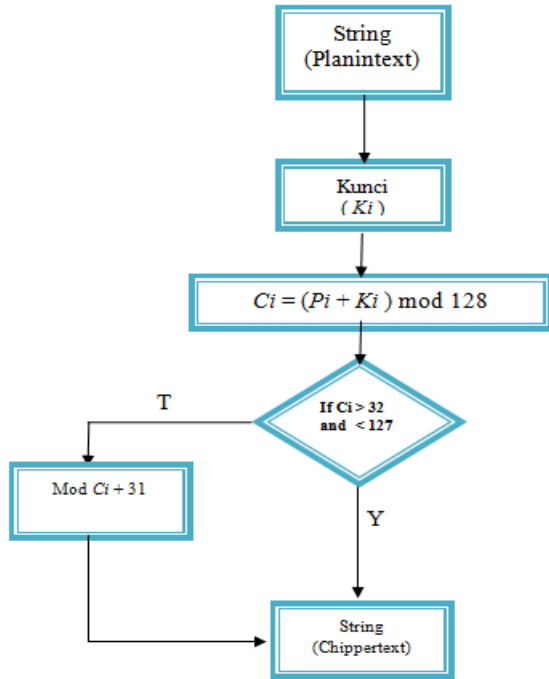 String
(Planintext)
Kunci
( Ki )
Ci = (Pi + Ki ) mod 128
If Ci > 32
and < 127
T
Mod Ci + 31
Y
String
(Chippertext)